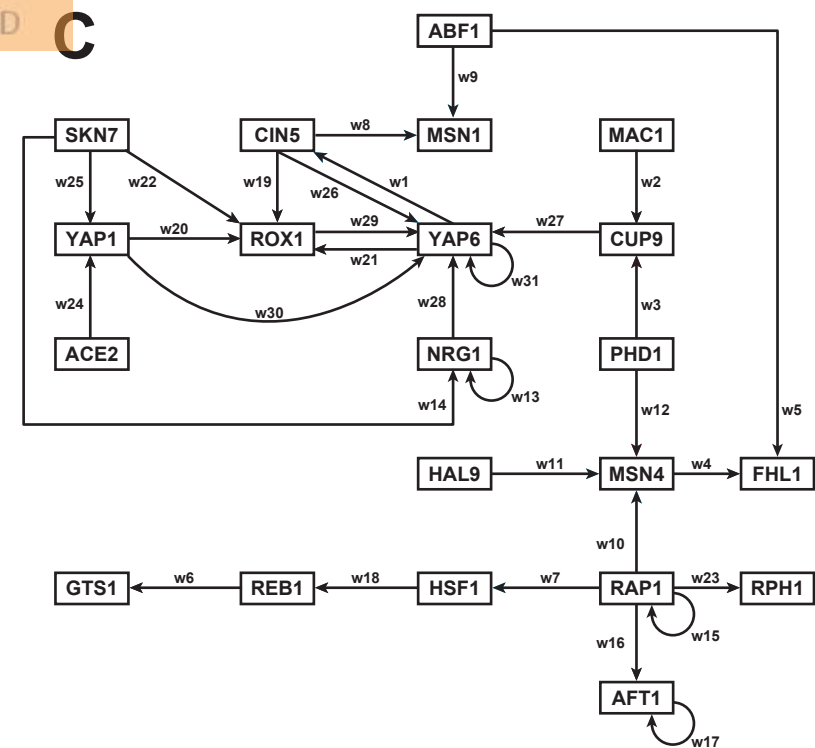 D
C
ABF1
w9
SKN7
CIN5
w8
MSN1
MAC1
w25
w22
w19
w26
w1
w2
YAP1
w20
ROX1
w29
YAP6
w27
CUP9
w21
w31
w24
w30
w28
w3
ACE2
NRG1
PHD1
w14
w13
w12
w5
HAL9
w11
MSN4
w4
FHL1
w10
GTS1
w6
REB1
w18
HSF1
w7
RAP1
w23
RPH1
w15
w16
AFT1
w17